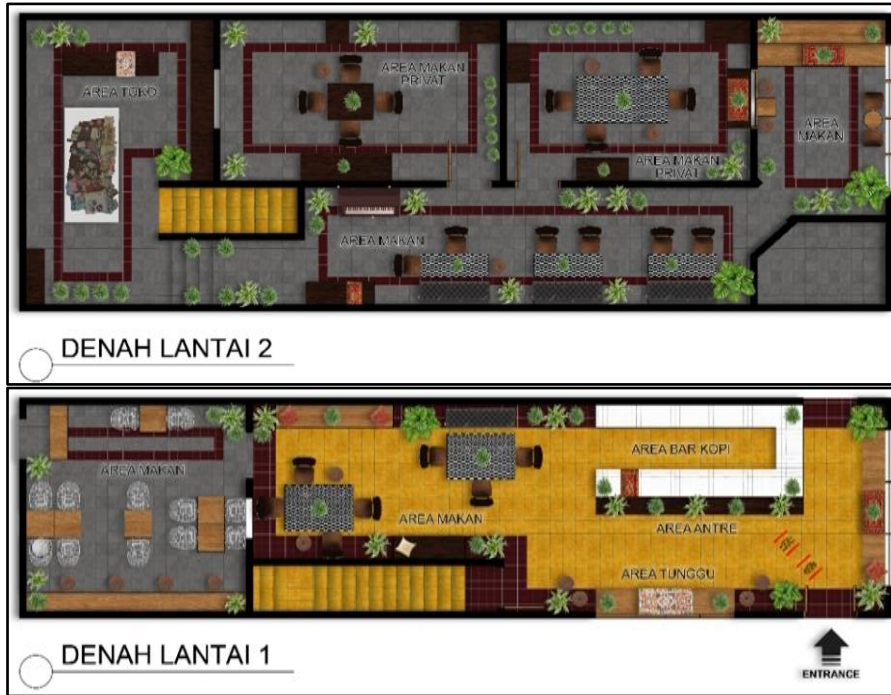 AREA TOKO
AREA MAKAN
PRIVAT
AREA MAKAN
PRIVAT
AREA
MAKAN
AREA MAKAN
DENAH LANTAI 2
AREA MAKAN
AREA BAR KOPI
AREA MAKAN
AREA ANTRE
AREA TUNGGU
DENAH LANTAI 1
ENTRANCE